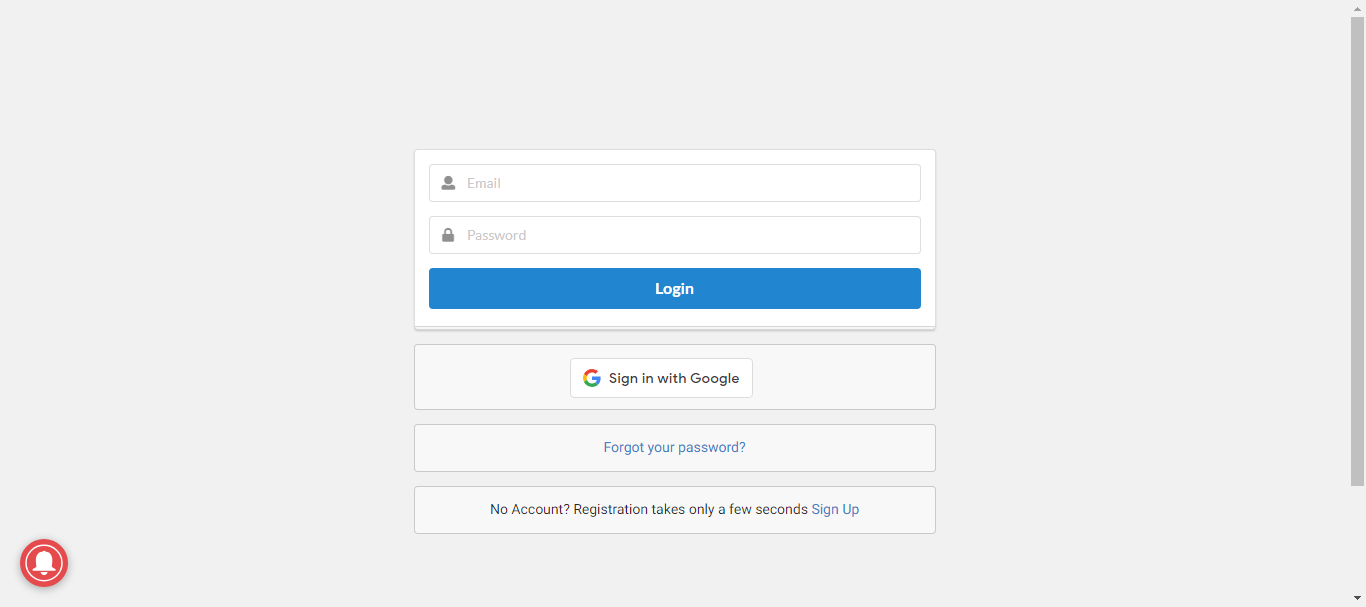 Email
Password
Login
Sign in with Google
Forgot your password?
No Account? Registration takes only a few seconds Sign Up